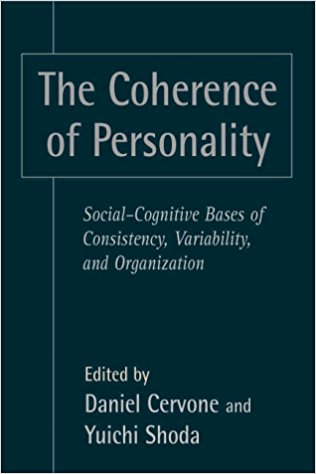 The Coherence
of Personality
Social–Cognitive Bases of
Consistency, Variability,
and Organization
Edited by
Daniel Cervone and
Yuichi Shoda